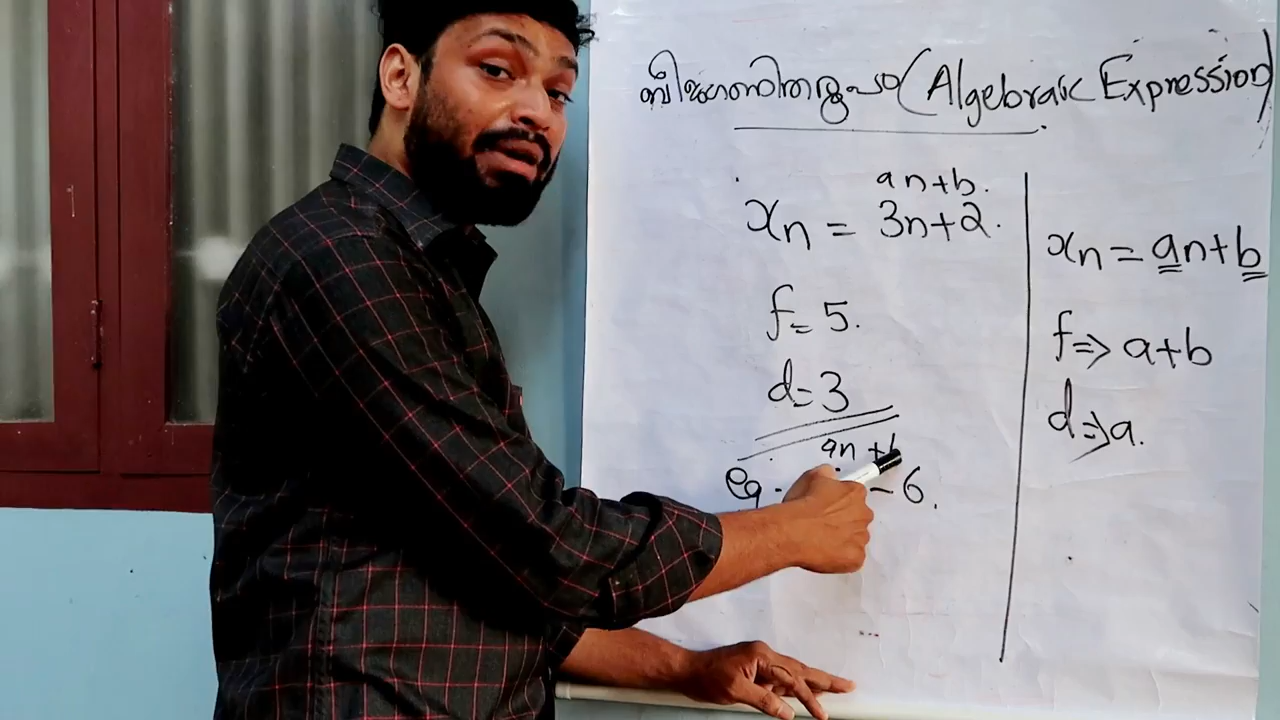 ബീജഗണിതരൂപം (Algebraic Expression)
an+b.
xn = 3n+2.
f = 5.
d = 3
an +b
eg - -6.
xn = an+b
f => a+b
d => a.